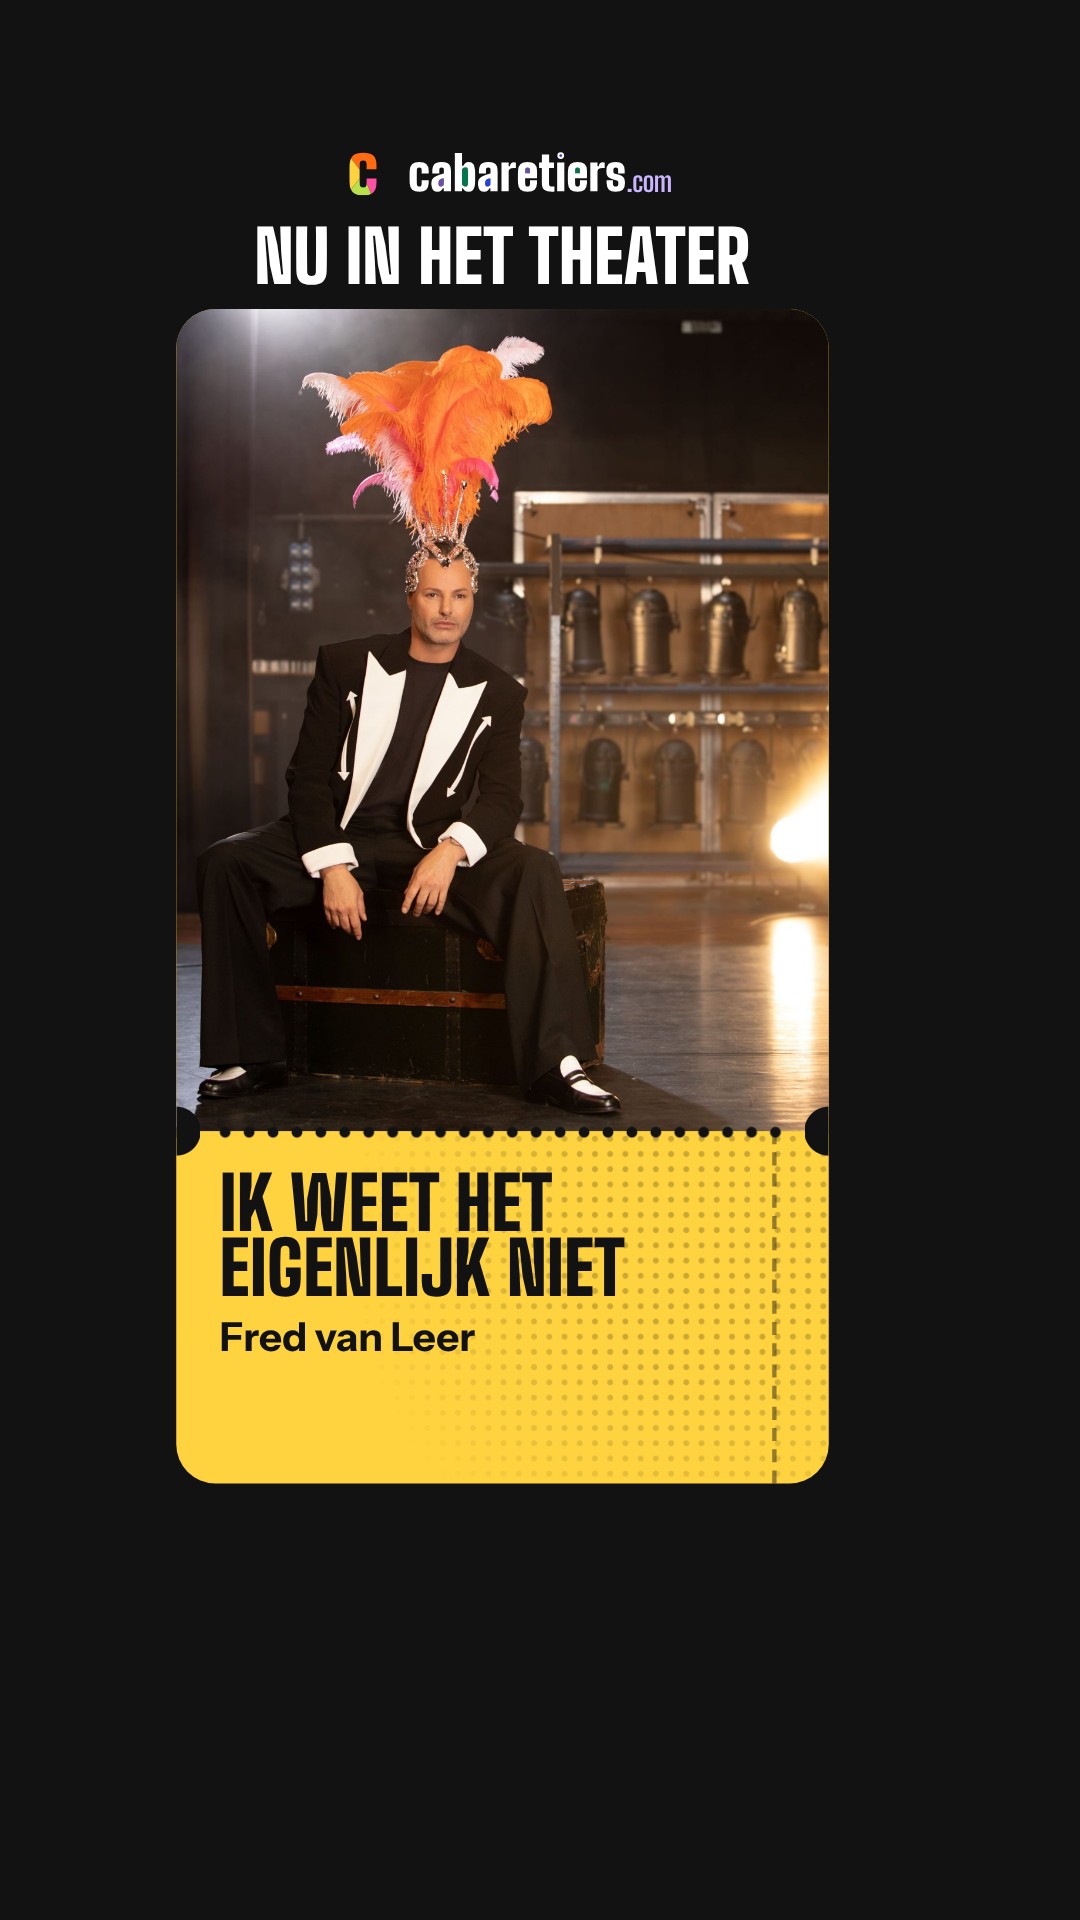 cabaretiers.com
NU IN HET THEATER
IK WEET HET
EIGENLIJK NIET
Fred van Leer